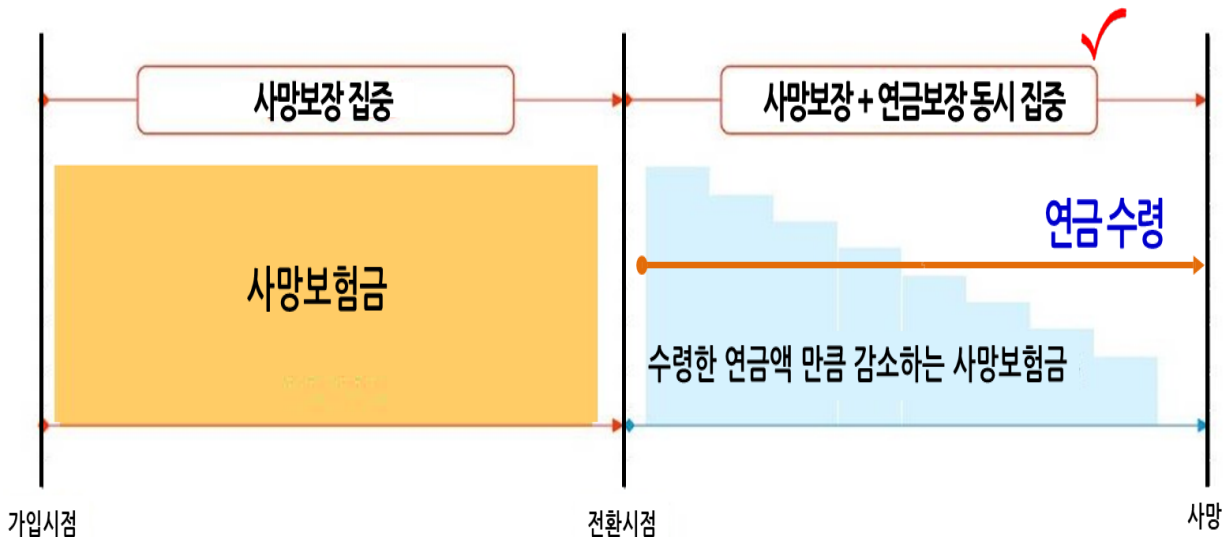 사망보장 집중
사망보장 + 연금보장 동시 집중
연금 수령
사망보험금
수령한 연금액 만큼 감소하는 사망보험금
가입시점
전환시점
사망